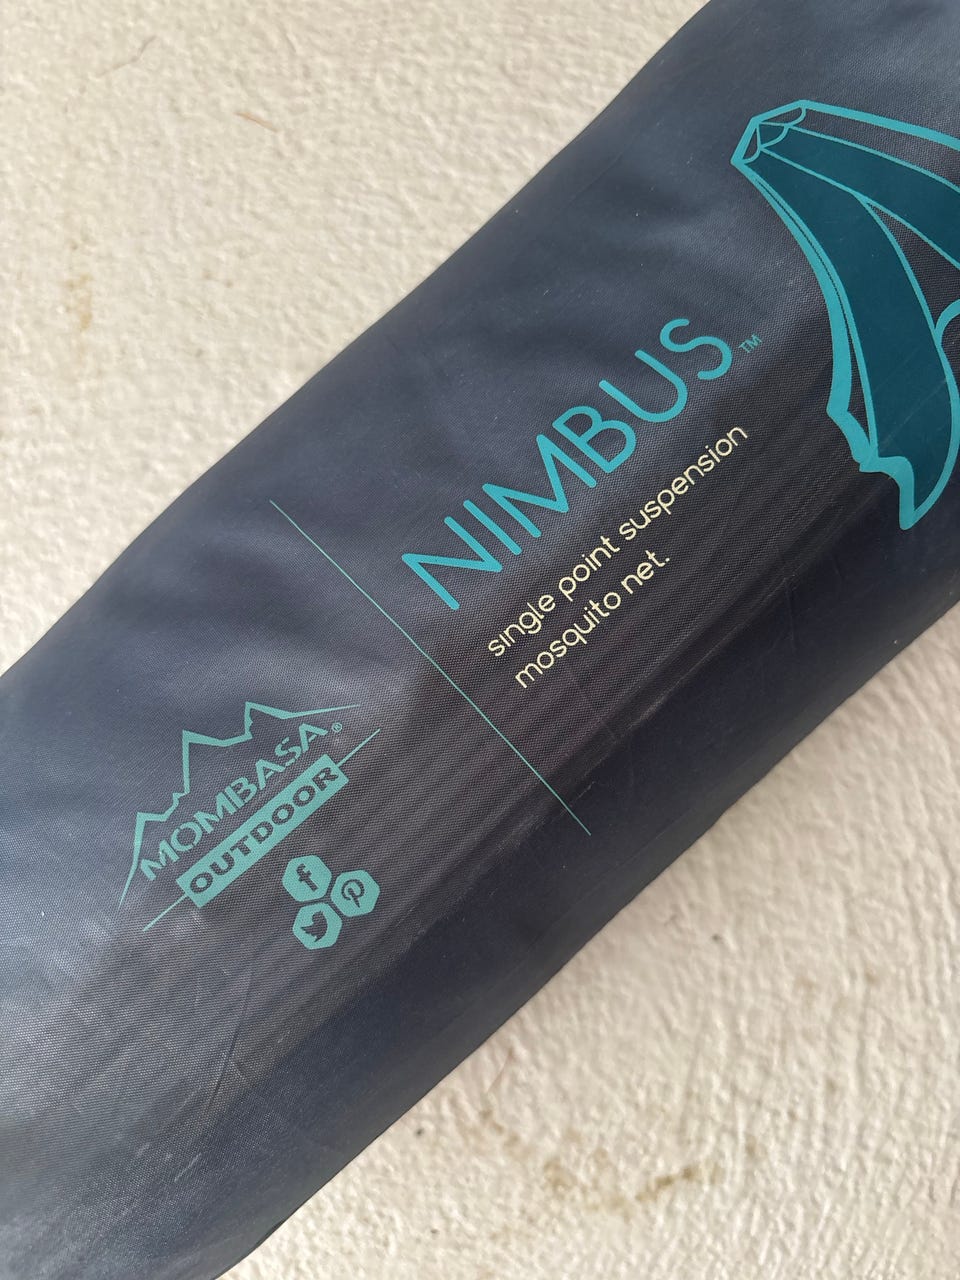 NIMBUS™
single point suspension
mosquito net.
MOMBASA®
OUTDOOR